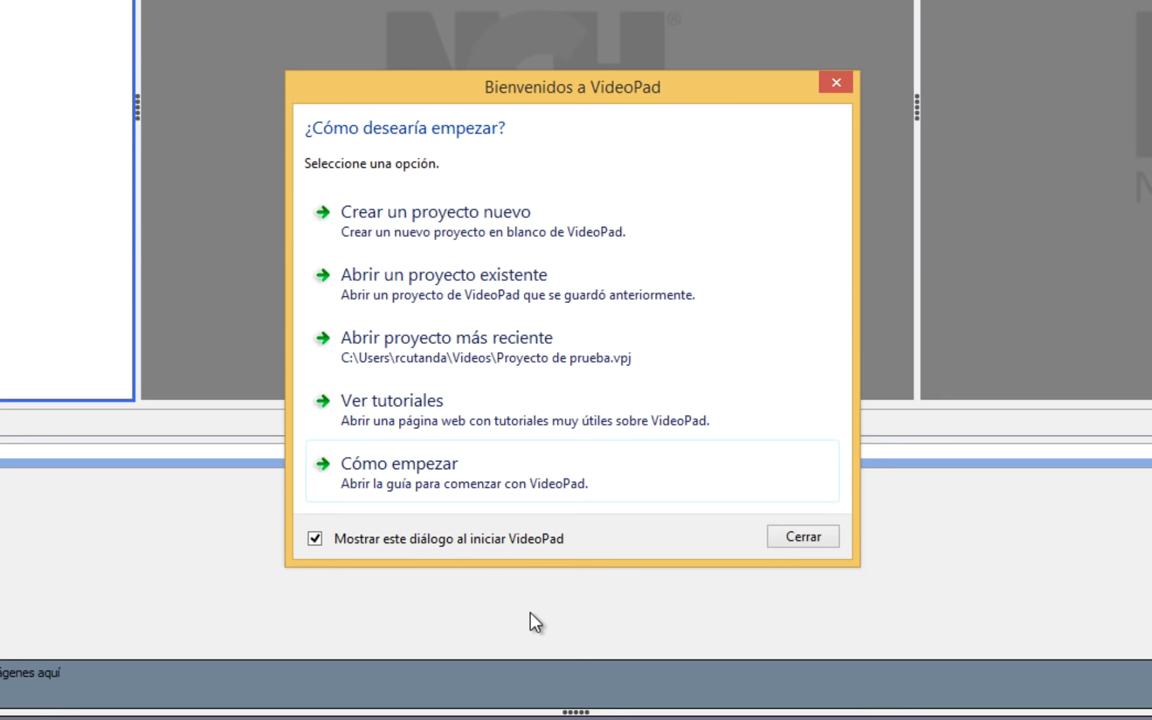 NCH®
Bienvenidos a VideoPad
¿Cómo desearía empezar?
Seleccione una opción.
Crear un proyecto nuevo
Crear un nuevo proyecto en blanco de VideoPad.
Abrir un proyecto existente
Abrir un proyecto de VideoPad que se guardó anteriormente.
Abrir proyecto más reciente
C:\Users\rcutanda\Videos\Proyecto de prueba.vpj
Ver tutoriales
Abrir una página web con tutoriales muy útiles sobre VideoPad.
Cómo empezar
Abrir la guía para comenzar con VideoPad.
Mostrar este diálogo al iniciar VideoPad
Cerrar
aquí